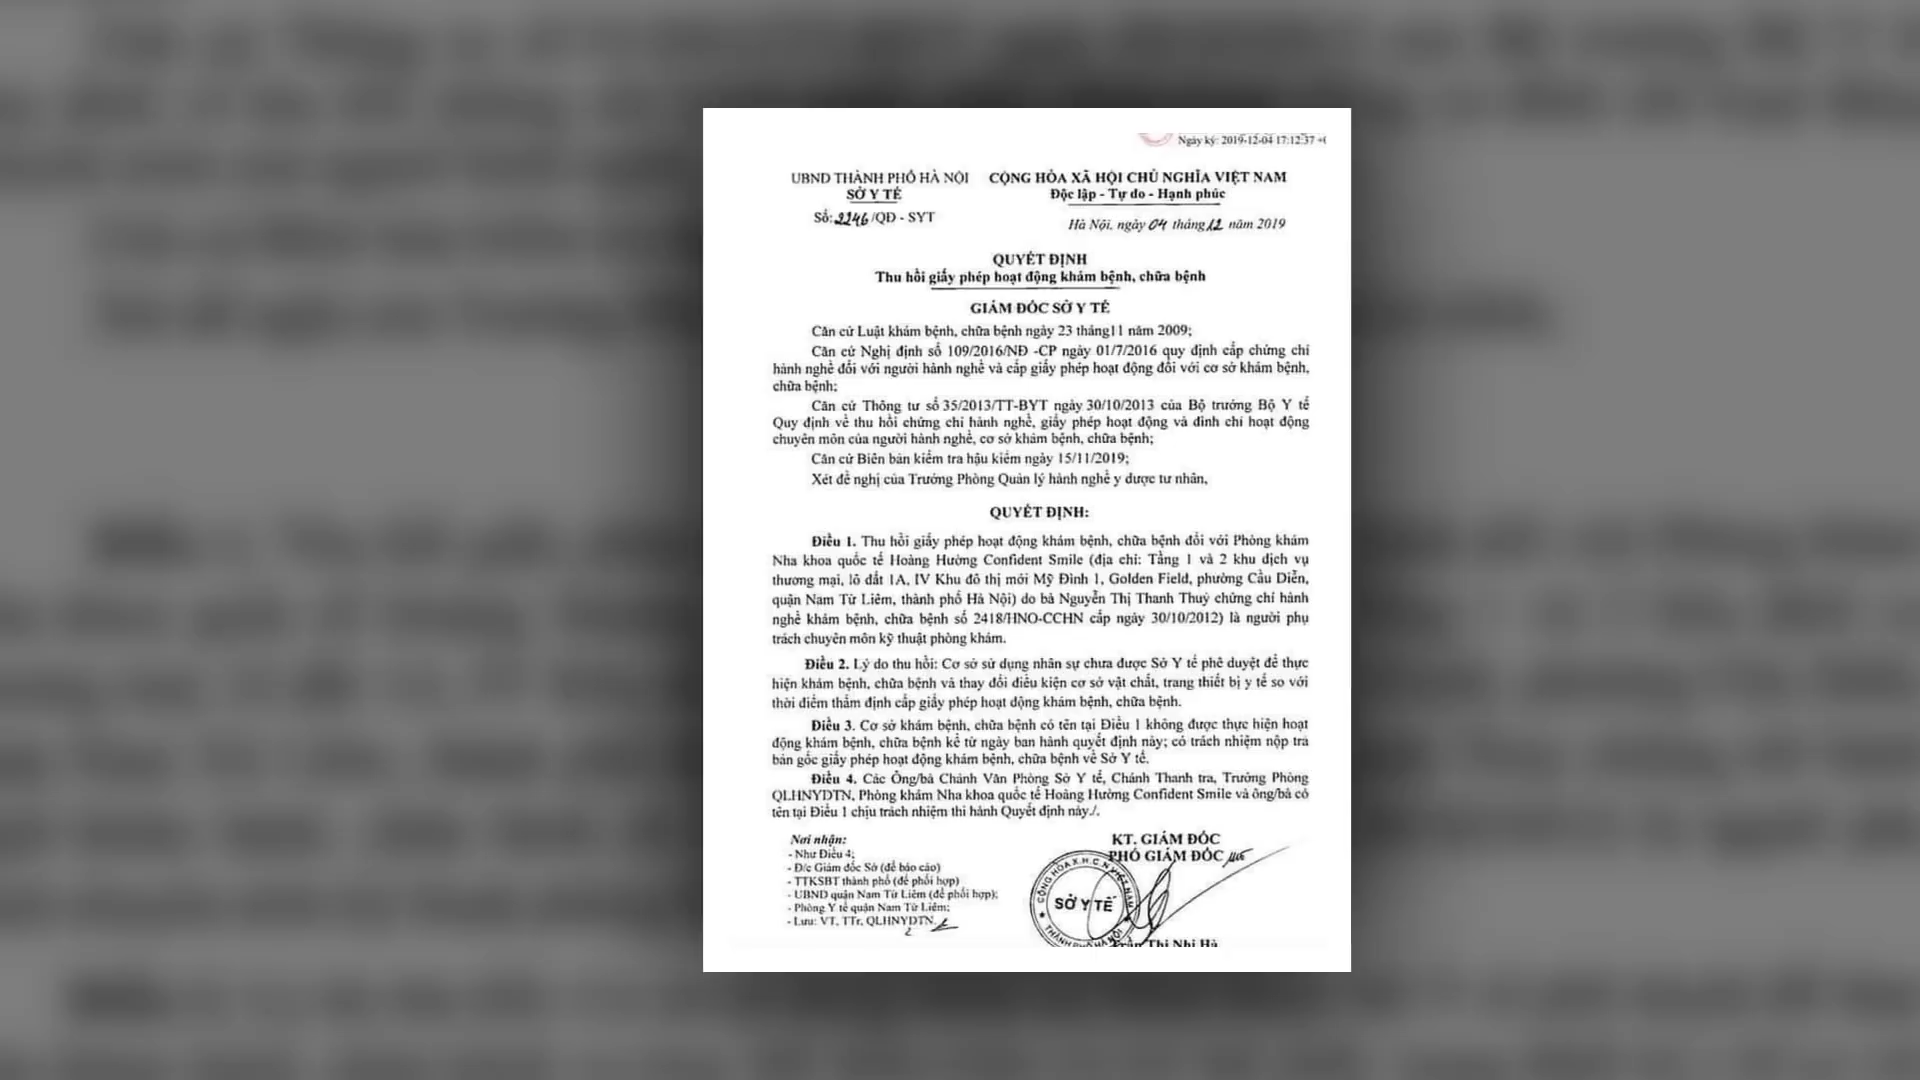 Ngày ký: 2019-12-04 17:12:37
UBND THÀNH PHỐ HÀ NỘI
SỞ Y TẾ
Số: 2246/QĐ - SYT
CỘNG HÒA XÃ HỘI CHỦ NGHĨA VIỆT NAM
Độc lập - Tự do - Hạnh phúc
Hà Nội, ngày 04 tháng 12 năm 2019
QUYẾT ĐỊNH
Thu hồi giấy phép hoạt động khám bệnh, chữa bệnh
GIÁM ĐỐC SỞ Y TẾ
Căn cứ Luật khám bệnh, chữa bệnh ngày 23 tháng11 năm 2009;
Căn cứ Nghị định số 109/2016/NĐ -CP ngày 01/7/2016 quy định cấp chứng chỉ
hành nghề đối với người hành nghề và cấp giấy phép hoạt động đối với cơ sở khám bệnh,
chữa bệnh;
Căn cứ Thông tư số 35/2013/TT-BYT ngày 30/10/2013 của Bộ trưởng Bộ Y tế
Quy định về thu hồi chứng chỉ hành nghề, giấy phép hoạt động và đình chỉ hoạt động
chuyên môn của người hành nghề, cơ sở khám bệnh, chữa bệnh;
Căn cứ Biên bản kiểm tra hậu kiểm ngày 15/11/2019;
Xét đề nghị của Trưởng Phòng Quản lý hành nghề y dược tư nhân,
QUYẾT ĐỊNH:
Điều 1. Thu hồi giấy phép hoạt động khám bệnh, chữa bệnh đối với Phòng khám
Nha khoa quốc tế Hoàng Hường Confident Smile (địa chỉ: Tầng 1 và 2 khu dịch vụ
thương mại, lô đất 1A, IV Khu đô thị mới Mỹ Đình 1, Golden Field, phường Cầu Diễn,
quận Nam Từ Liêm, thành phố Hà Nội) do bà Nguyễn Thị Thanh Thuỷ chứng chỉ hành
nghề khám bệnh, chữa bệnh số 2418/HNO-CCHN cấp ngày 30/10/2012) là người phụ
trách chuyên môn kỹ thuật phòng khám.
Điều 2. Lý do thu hồi: Cơ sở sử dụng nhân sự chưa được Sở Y tế phê duyệt để thực
hiện khám bệnh, chữa bệnh và thay đổi điều kiện cơ sở vật chất, trang thiết bị y tế so với
thời điểm thẩm định cấp giấy phép hoạt động khám bệnh, chữa bệnh.
Điều 3. Cơ sở khám bệnh, chữa bệnh có tên tại Điều 1 không được thực hiện hoạt
động khám bệnh, chữa bệnh kể từ ngày ban hành quyết định này; có trách nhiệm nộp trả
bản gốc giấy phép hoạt động khám bệnh, chữa bệnh về Sở Y tế.
Điều 4. Các Ông/bà Chánh Văn Phòng Sở Y tế, Chánh Thanh tra, Trưởng Phòng
QLHNYDTN, Phòng khám Nha khoa quốc tế Hoàng Hường Confident Smile và ông/bà có
tên tại Điều 1 chịu trách nhiệm thi hành Quyết định này./.
Nơi nhận:
- Như Điều 4;
- Đ/c Giám đốc Sở (để báo cáo)
- TTKSBT thành phố (để phối hợp)
- UBND quận Nam Từ Liêm (để phối hợp);
- Phòng Y tế quận Nam Từ Liêm;
- Lưu: VT, TTr, QLHNYDTN.
KT. GIÁM ĐỐC
PHÓ GIÁM ĐỐC
CỘNG HÒA X.H.C.N VIỆT NAM
SỞ Y TẾ
THÀNH PHỐ HÀ NỘI
Trần Thị Nhị Hà